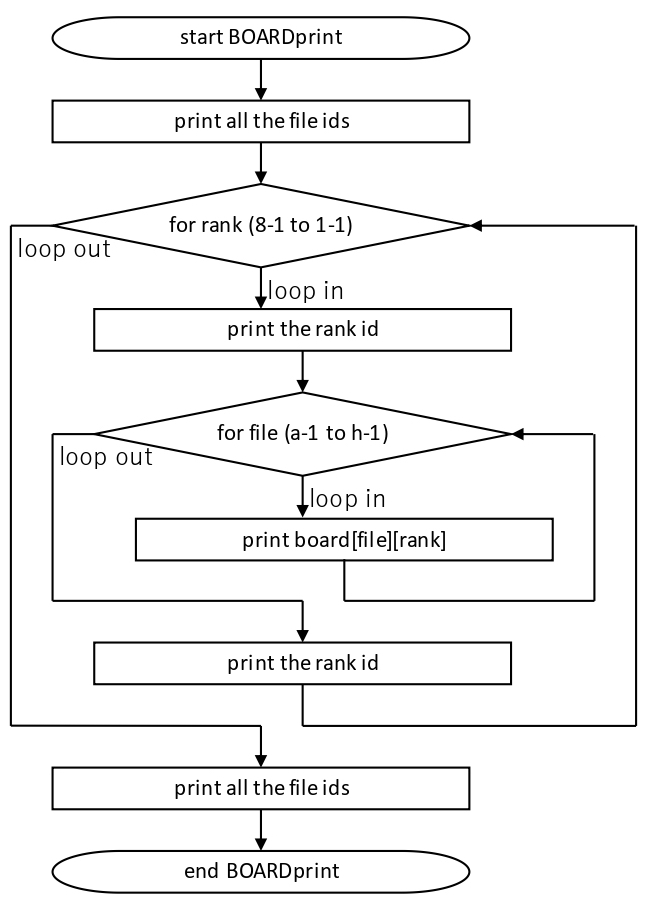 start BOARDprint
print all the file ids
for rank (8-1 to 1-1)
loop out
loop in
print the rank id
for file (a-1 to h-1)
loop out
loop in
print board[file][rank]
print the rank id
print all the file ids
end BOARDprint